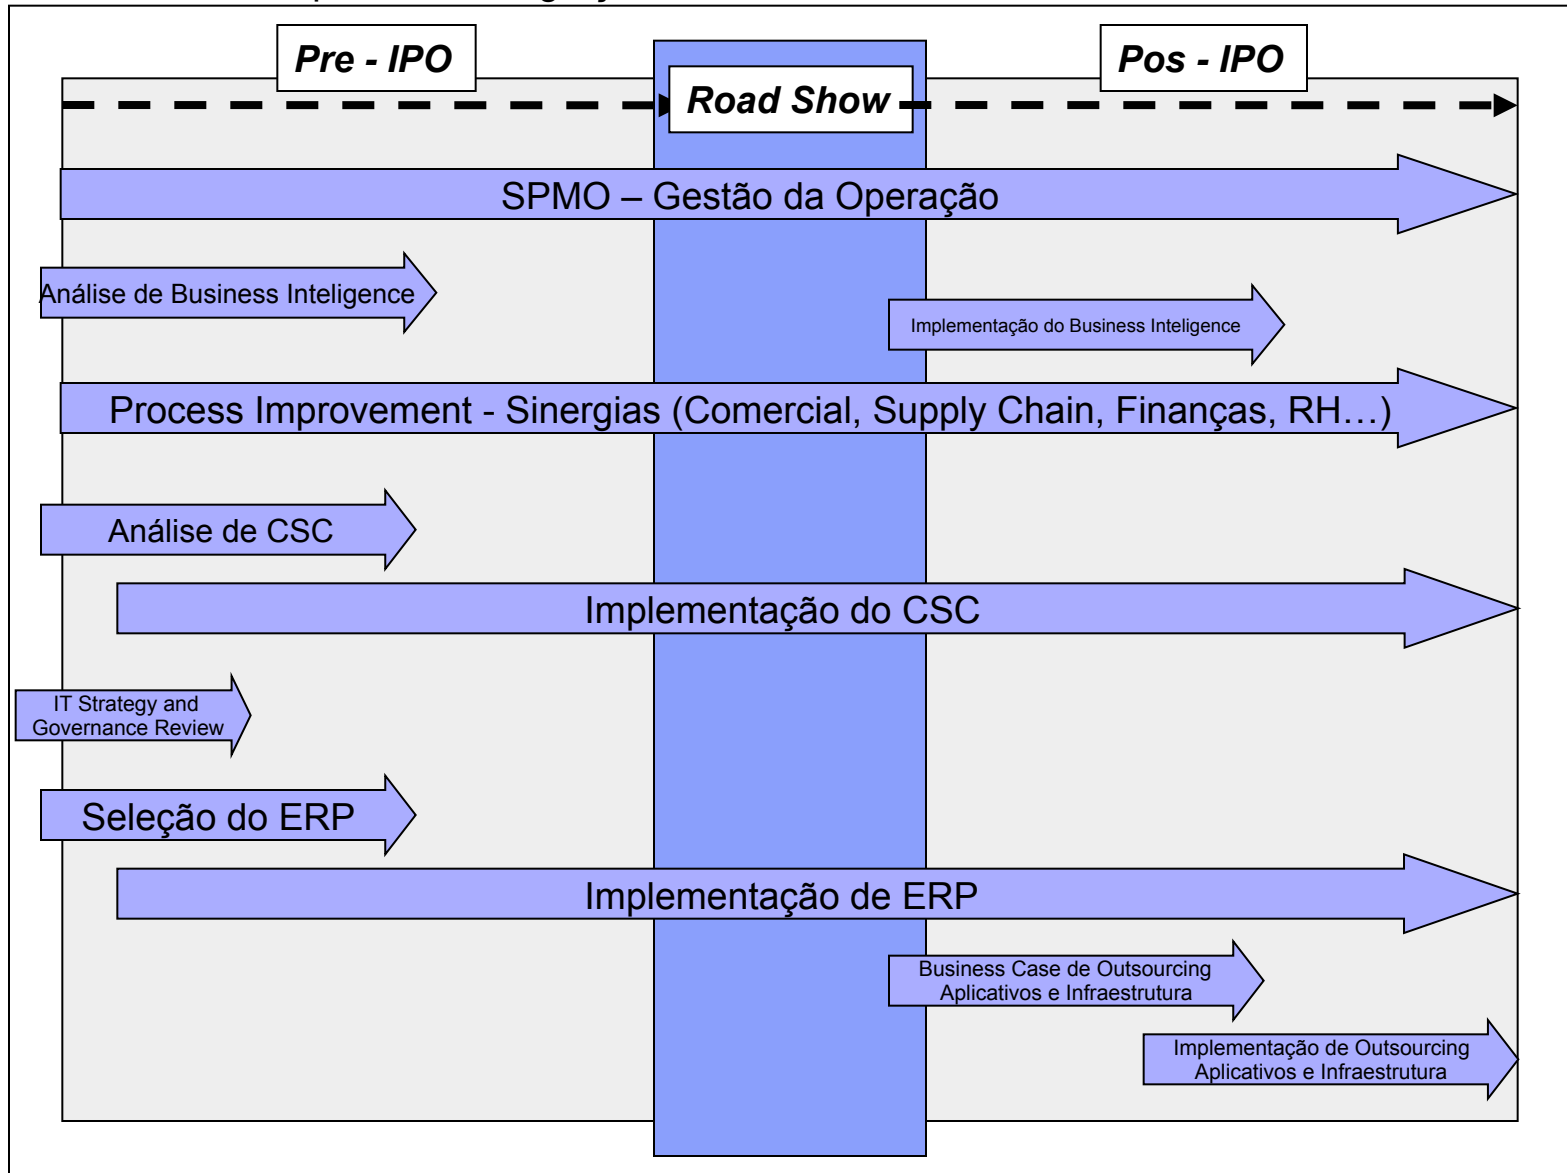 Pre - IPO
Road Show
Pos - IPO
SPMO – Gestão da Operação
Análise de Business Inteligence
Implementação do Business Inteligence
Process Improvement - Sinergias (Comercial, Supply Chain, Finanças, RH…)
Análise de CSC
Implementação do CSC
IT Strategy and
Governance Review
Seleção do ERP
Implementação de ERP
Business Case de Outsourcing
Aplicativos e Infraestrutura
Implementação de Outsourcing
Aplicativos e Infraestrutura